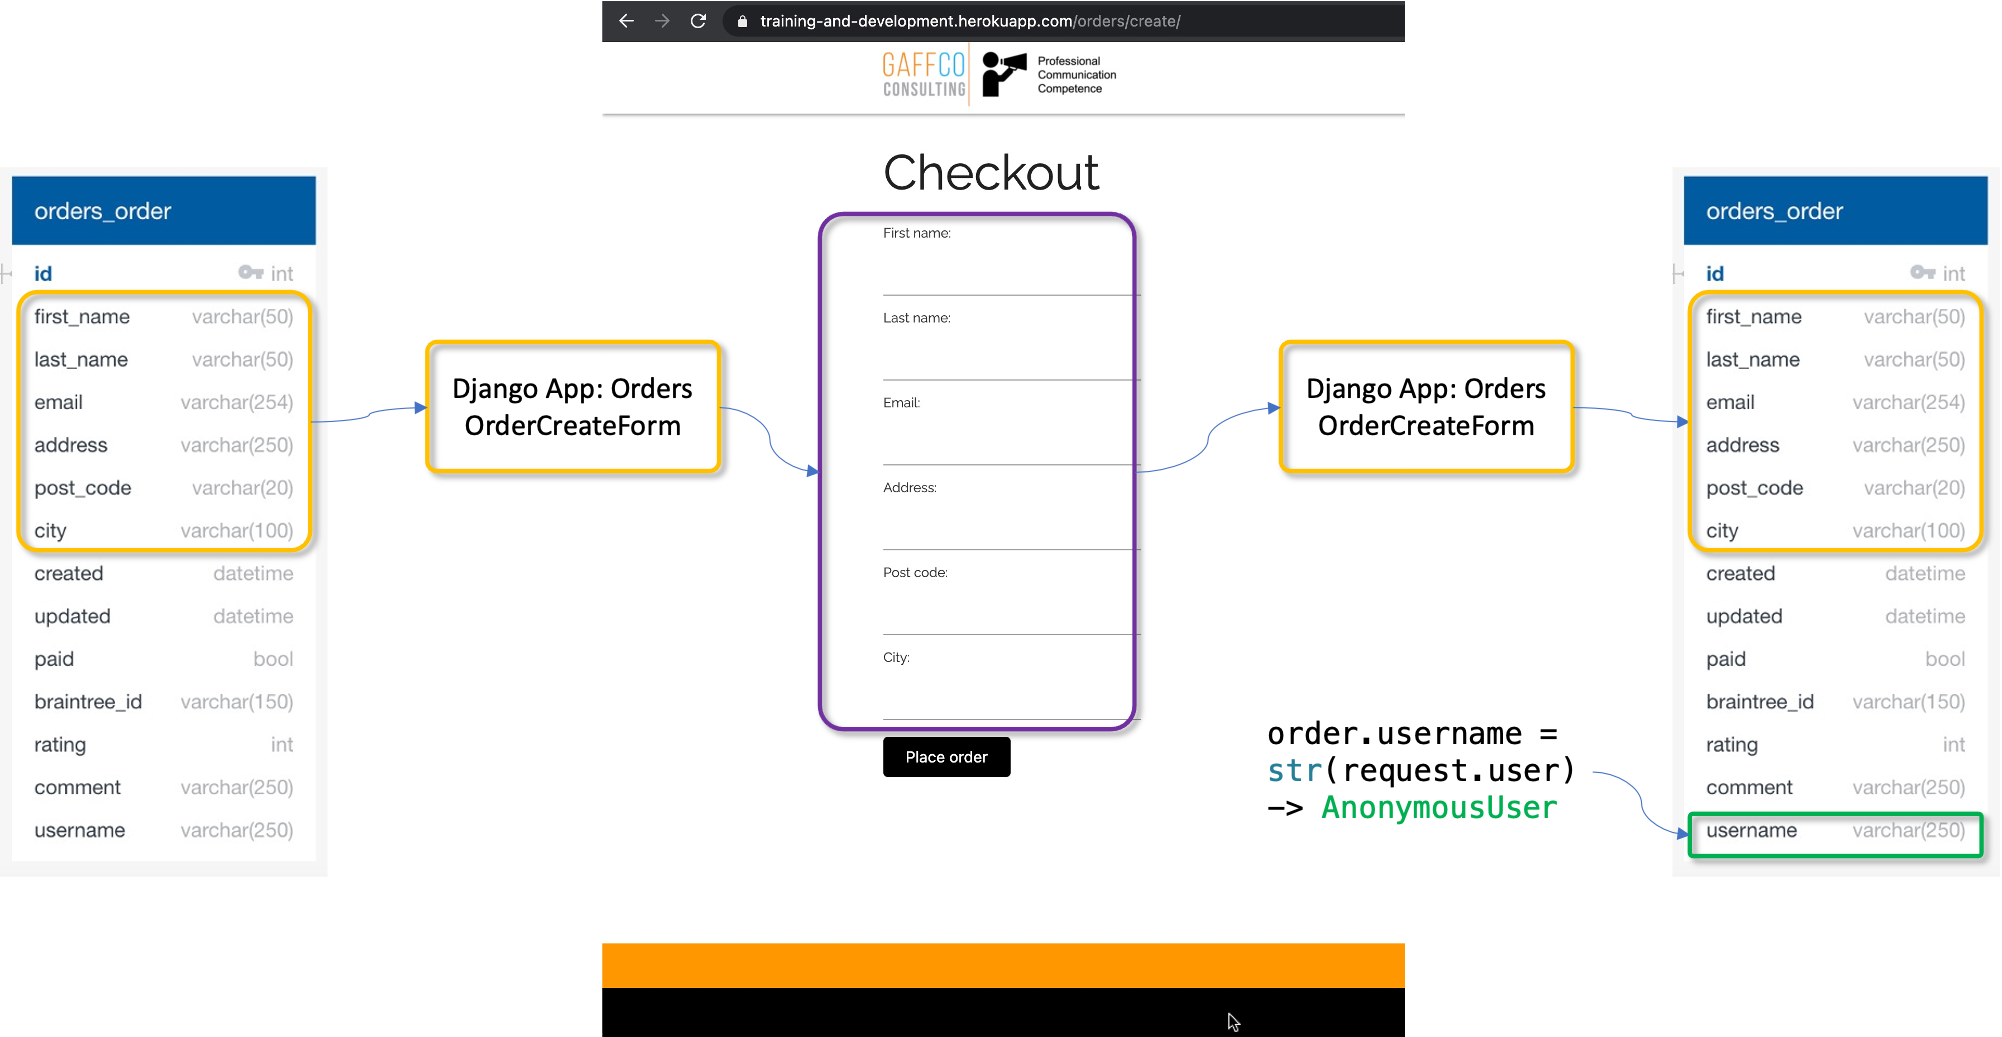 training-and-development.herokuapp.com/orders/create/
GAFFCO
CONSULTING
Professional
Communication
Competence
orders_order
id int
first_name varchar(50)
last_name varchar(50)
email varchar(254)
address varchar(250)
post_code varchar(20)
city varchar(100)
created datetime
updated datetime
paid bool
braintree_id varchar(150)
rating int
comment varchar(250)
username varchar(250)
Django App: Orders
OrderCreateForm
Checkout
First name:
Last name:
Email:
Address:
Post code:
City:
Place order
Django App: Orders
OrderCreateForm
order.username =
str(request.user)
-> AnonymousUser
orders_order
id int
first_name varchar(50)
last_name varchar(50)
email varchar(254)
address varchar(250)
post_code varchar(20)
city varchar(100)
created datetime
updated datetime
paid bool
braintree_id varchar(150)
rating int
comment varchar(250)
username varchar(250)